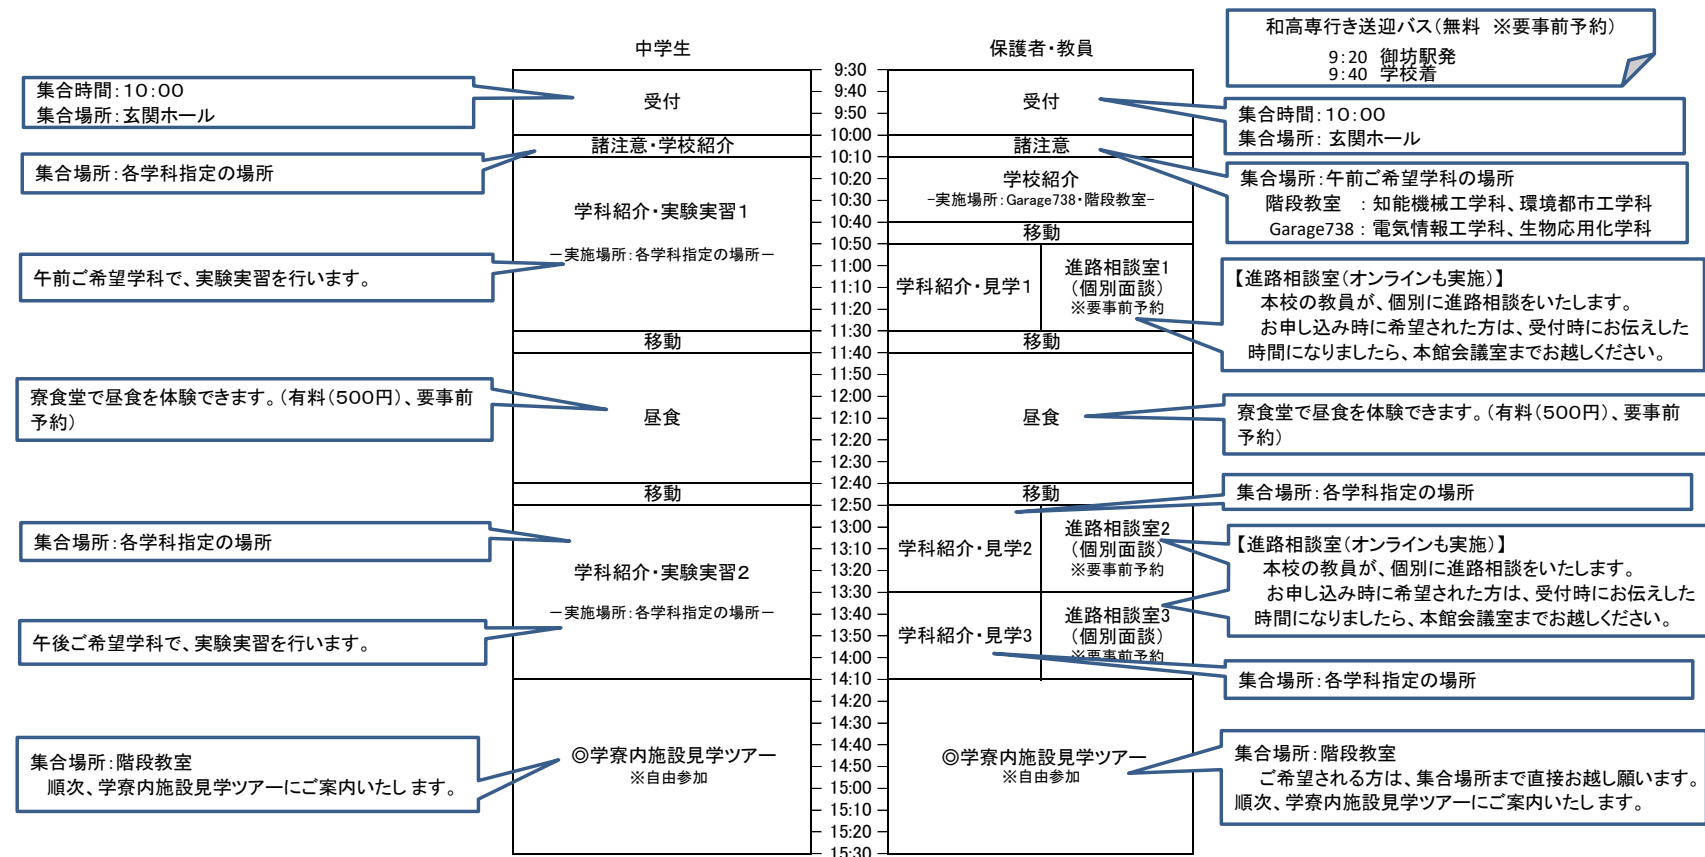 和高専行き送迎バス（無料　※要事前予約）
9:20 御坊駅発
9:40 学校着
中学生
保護者・教員
集合時間：10：00
集合場所：玄関ホール
集合場所：各学科指定の場所
午前ご希望学科で、実験実習を行います。
寮食堂で昼食を体験できます。（有料（500円）、要事前
予約）
集合場所：各学科指定の場所
午後ご希望学科で、実験実習を行います。
集合場所：階段教室
順次、学寮内施設見学ツアーにご案内いたします。
受付
諸注意・学校紹介
学科紹介・実験実習１
－実施場所：各学科指定の場所－
移動
昼食
移動
学科紹介・実験実習２
－実施場所：各学科指定の場所－
◎学寮内施設見学ツアー
※自由参加
9:30
9:40
9:50
10:00
10:10
10:20
10:30
10:40
10:50
11:00
11:10
11:20
11:30
11:40
11:50
12:00
12:10
12:20
12:30
12:40
12:50
13:00
13:10
13:20
13:30
13:40
13:50
14:00
14:10
14:20
14:30
14:40
14:50
15:00
15:10
15:20
15:30
受付
諸注意
学校紹介
－実施場所：Garage738・階段教室－
移動
学科紹介・見学１
進路相談室1
（個別面談）
※要事前予約
移動
昼食
移動
学科紹介・見学２
進路相談室2
（個別面談）
※要事前予約
学科紹介・見学３
進路相談室3
（個別面談）
※要事前予約
◎学寮内施設見学ツアー
※自由参加
集合時間：10：00
集合場所：玄関ホール
集合場所：午前ご希望学科の場所
階段教室　：知能機械工学科、環境都市工学科
Garage738：電気情報工学科、生物応用化学科
【進路相談室（オンラインも実施）】
本校の教員が、個別に進路相談をいたします。
お申し込み時に希望された方は、受付時にお伝えした
時間になりましたら、本館会議室までお越しください。
寮食堂で昼食を体験できます。（有料（500円）、要事前
予約）
集合場所：各学科指定の場所
【進路相談室（オンラインも実施）】
本校の教員が、個別に進路相談をいたします。
お申し込み時に希望された方は、受付時にお伝えした
時間になりましたら、本館会議室までお越しください。
集合場所：各学科指定の場所
集合場所：階段教室
ご希望される方は、集合場所まで直接お越し願います。
順次、学寮内施設見学ツアーにご案内いたします。